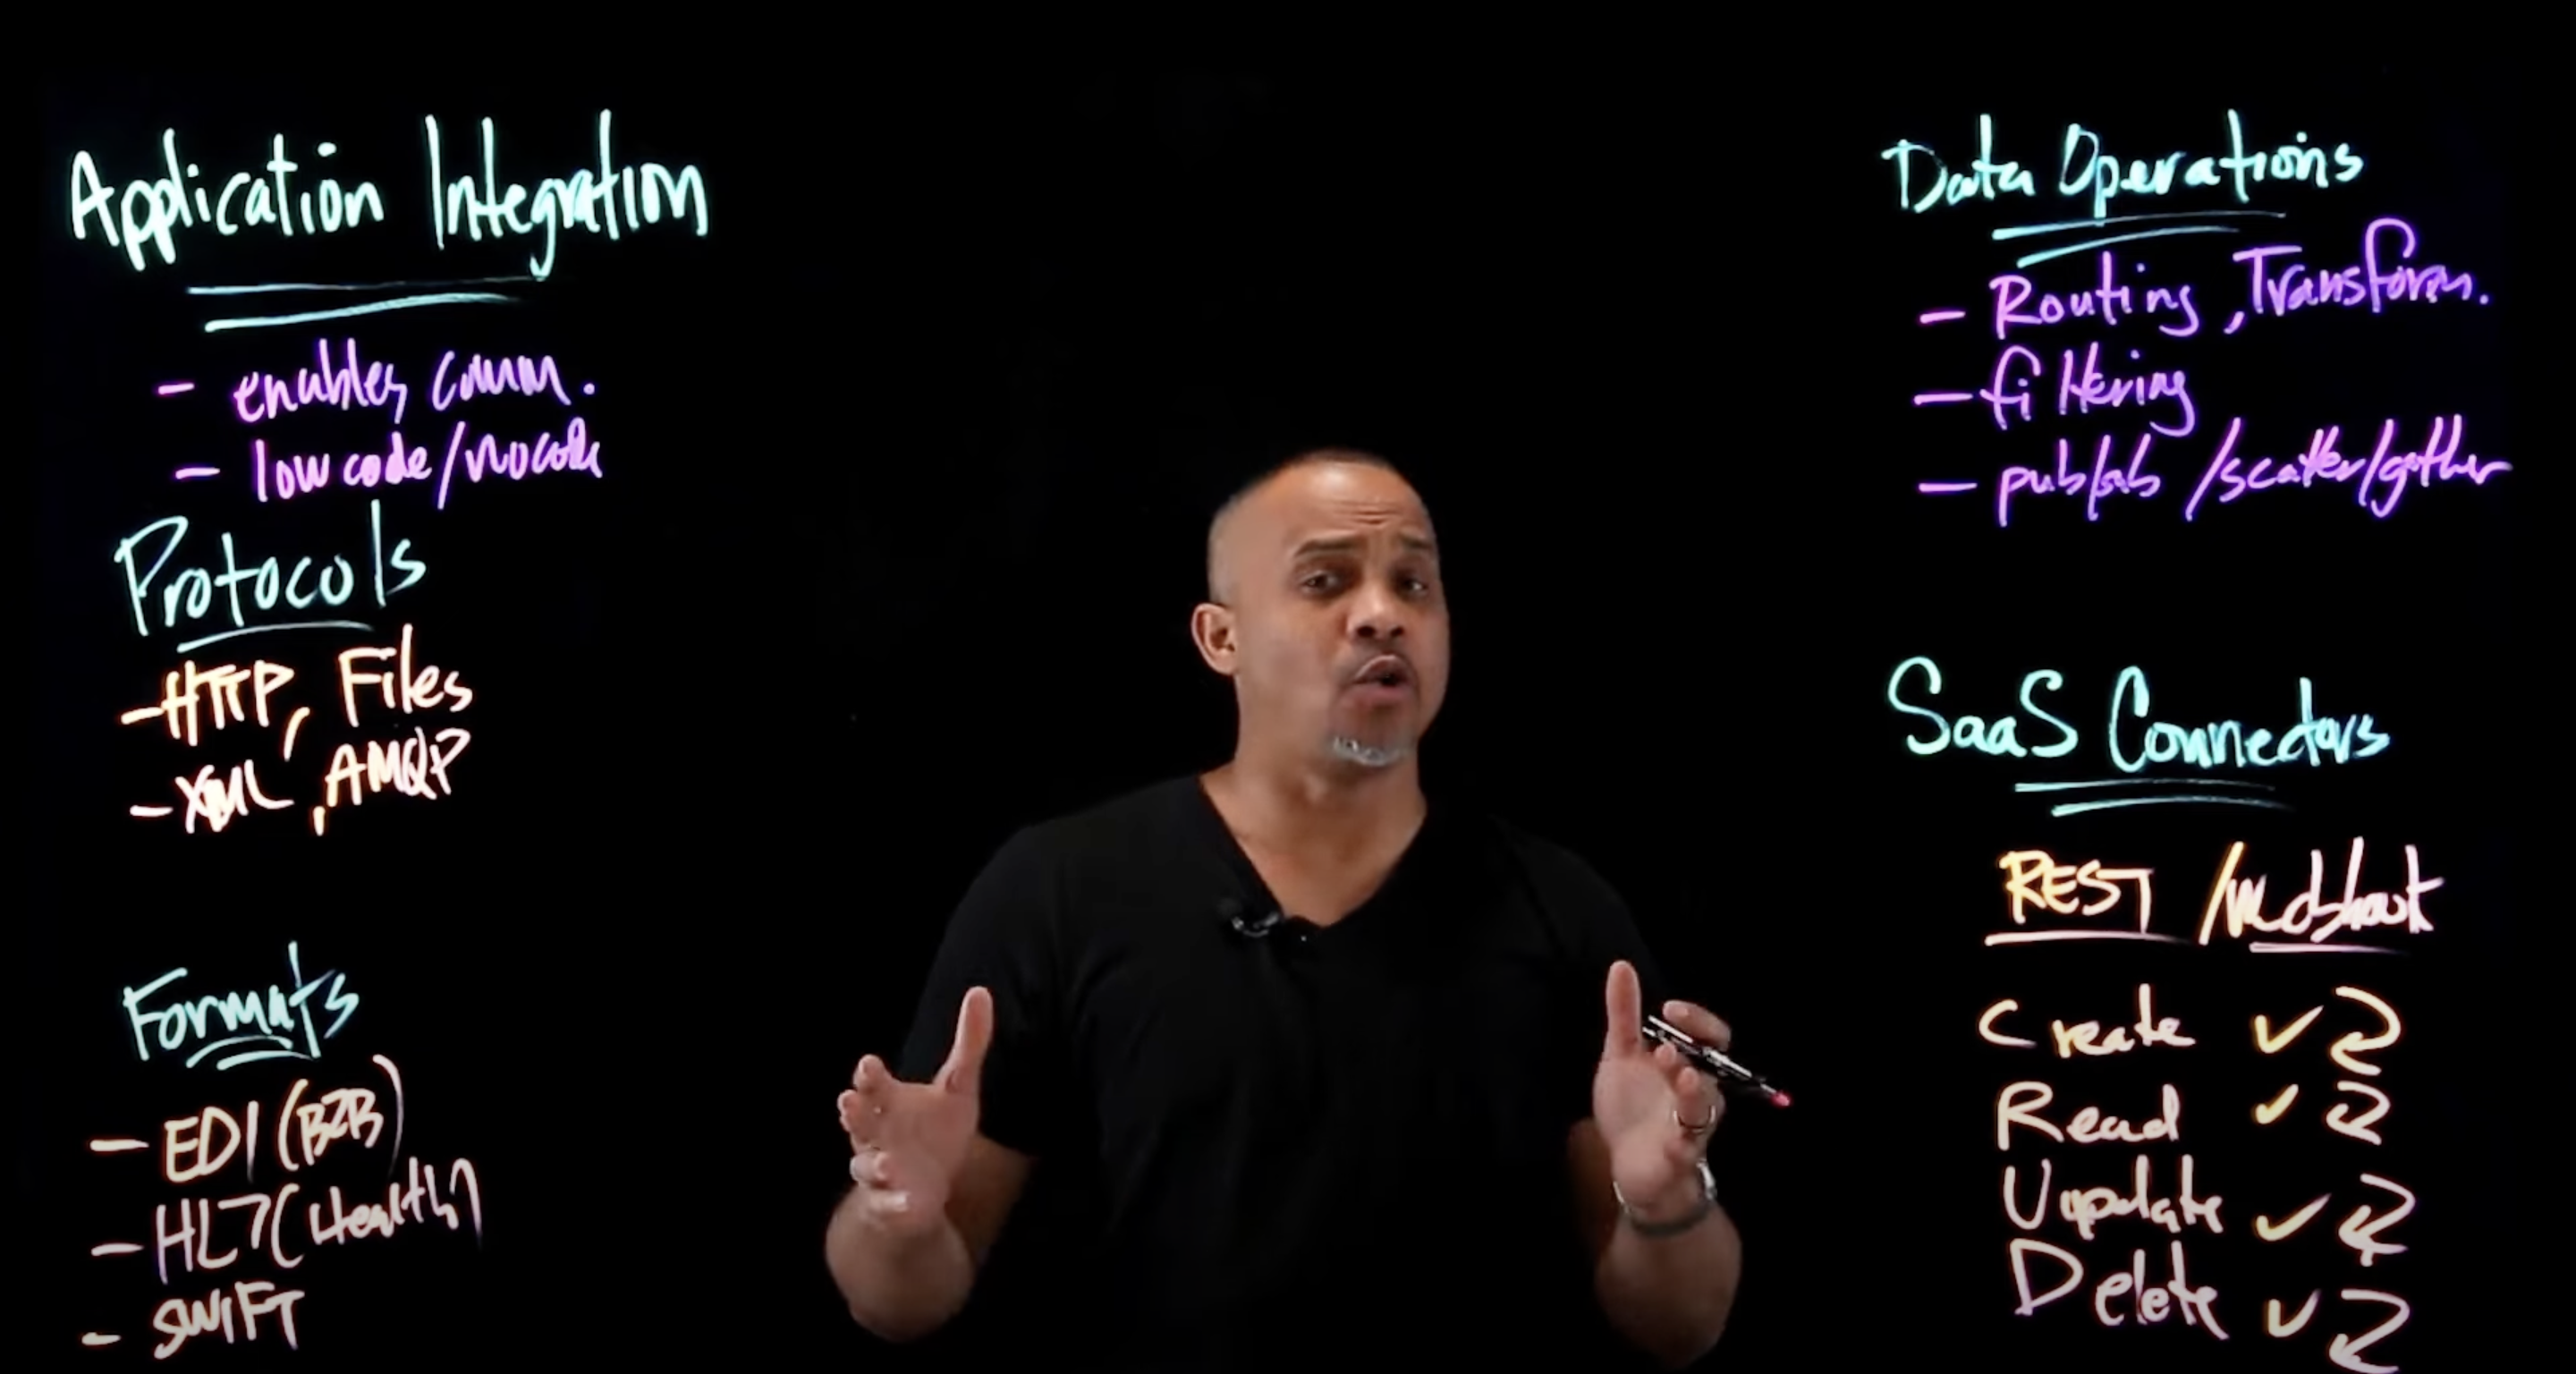 Application Integration
- enables comm.
- low code/nocode
Protocols
- HTTP, Files
- XML, AMQP
Formats
- EDI (B2B)
- HL7 (Health)
- SWIFT
Data Operations
- Routing, Transform.
- filtering
- pub/sub /scatter/gather
SaaS Connectors
REST /
Create ✓
Read ✓
Update ✓
Delete ✓